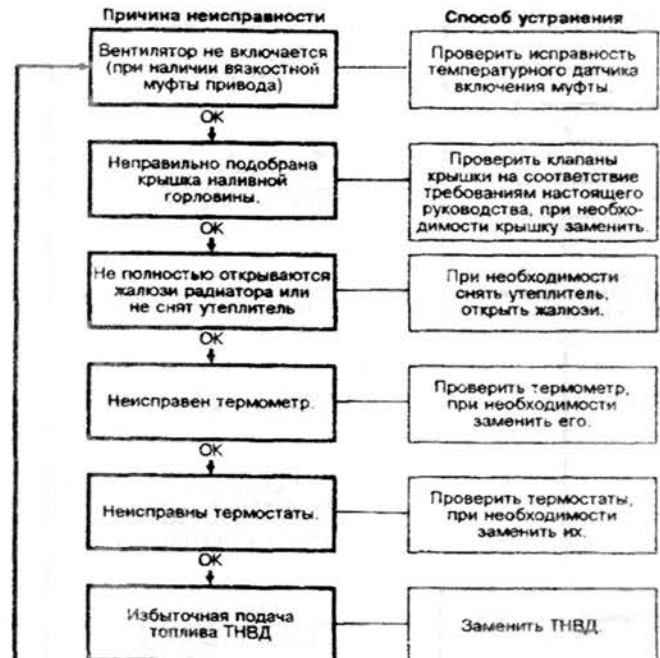 Причина неисправности
Способ устранения
Вентилятор не включается
(при наличии вязкостной
муфты привода)
Проверить исправность
температурного датчика
включения муфты.
ОК
Неправильно подобрана
крышка наливной
горловины.
Проверить клапаны
крышки на соответствие
требованиям настоящего
руководства, при необхо-
димости крышку заменить.
ОК
Не полностью открываются
жалюзи радиатора или
не снят утеплитель
При необходимости
снять утеплитель,
открыть жалюзи.
ОК
Неисправен термометр.
Проверить термометр,
при необходимости
заменить его.
ОК
Неисправны термостаты.
Проверить термостаты,
при необходимости
заменить их.
ОК
Избыточная подача
топлива ТНВД
Заменить ТНВД.